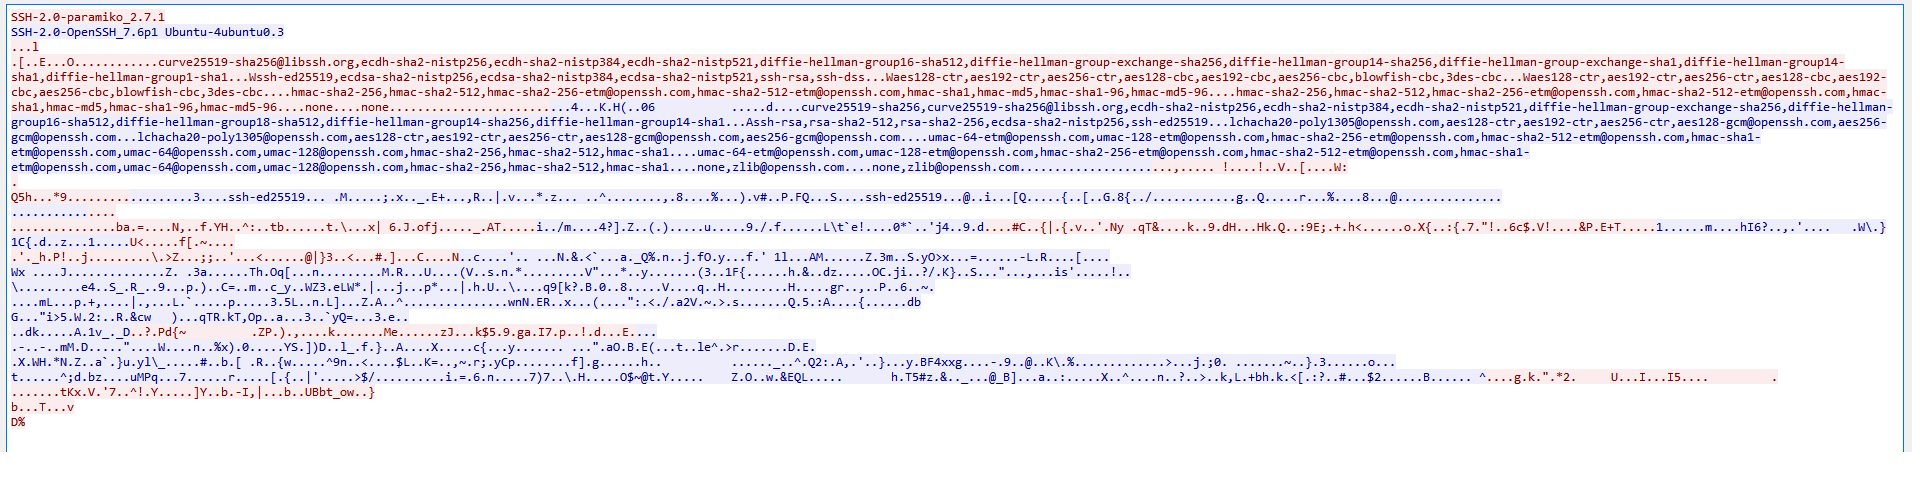 SSH-2.0-paramiko_2.7.1
SSH-2.0-OpenSSH_7.6p1 Ubuntu-4ubuntu0.3
...l
.[..E...O............curve25519-sha256@libssh.org,ecdh-sha2-nistp256,ecdh-sha2-nistp384,ecdh-sha2-nistp521,diffie-hellman-group16-sha512,diffie-hellman-group-exchange-sha256,diffie-hellman-group14-sha256,diffie-hellman-group-exchange-sha1,diffie-hellman-group14-
sha1,diffie-hellman-group1-sha1...Wssh-ed25519,ecdsa-sha2-nistp256,ecdsa-sha2-nistp384,ecdsa-sha2-nistp521,ssh-rsa,ssh-dss...Waes128-ctr,aes192-ctr,aes256-ctr,aes128-cbc,aes192-cbc,aes256-cbc,blowfish-cbc,3des-cbc...Waes128-ctr,aes192-ctr,aes256-ctr,aes128-cbc,aes192-
cbc,aes256-cbc,blowfish-cbc,3des-cbc....hmac-sha2-256,hmac-sha2-512,hmac-sha2-256-etm@openssh.com,hmac-sha2-512-etm@openssh.com,hmac-sha1,hmac-md5,hmac-sha1-96,hmac-md5-96....hmac-sha2-256,hmac-sha2-512,hmac-sha2-256-etm@openssh.com,hmac-sha2-512-etm@openssh.com,hmac-
sha1,hmac-md5,hmac-sha1-96,hmac-md5-96....none....none..........................4...K.H(..06 .....d....curve25519-sha256,curve25519-sha256@libssh.org,ecdh-sha2-nistp256,ecdh-sha2-nistp384,ecdh-sha2-nistp521,diffie-hellman-group-exchange-sha256,diffie-hellman-
group16-sha512,diffie-hellman-group18-sha512,diffie-hellman-group14-sha256,diffie-hellman-group14-sha1...Assh-rsa,rsa-sha2-512,rsa-sha2-256,ecdsa-sha2-nistp256,ssh-ed25519...lchacha20-poly1305@openssh.com,aes128-ctr,aes192-ctr,aes256-ctr,aes128-gcm@openssh.com,aes256-
gcm@openssh.com...lchacha20-poly1305@openssh.com,aes128-ctr,aes192-ctr,aes256-ctr,aes128-gcm@openssh.com,aes256-gcm@openssh.com....umac-64-etm@openssh.com,umac-128-etm@openssh.com,hmac-sha2-256-etm@openssh.com,hmac-sha2-512-etm@openssh.com,hmac-sha1-
etm@openssh.com,umac-64@openssh.com,umac-128@openssh.com,hmac-sha2-256,hmac-sha2-512,hmac-sha1....umac-64-etm@openssh.com,umac-128-etm@openssh.com,hmac-sha2-256-etm@openssh.com,hmac-sha2-512-etm@openssh.com,hmac-sha1-
etm@openssh.com,umac-64@openssh.com,umac-128@openssh.com,hmac-sha2-256,hmac-sha2-512,hmac-sha1....none,zlib@openssh.com....none,zlib@openssh.com.....................,..... !....!..V..[....W:
.
Q5h...*9..................3....ssh-ed25519... .M.....;.x.._.E+...,R..|.v...*.z... ..^........,.8....%...).v#..P.FQ...S....ssh-ed25519...@..i...[Q.....{..[..G.8{../............g..Q.....r...%....8...@...............
...............
...............ba.=....N,..f.YH..^:..tb......t.\...x| 6.J.ofj....._.AT.....i../m....4?].Z..(.).....u.....9./.f......L\t`e!....0*`..'j4..9.d....#C..{|.{.v..'.Ny .qT&....k..9.dH...Hk.Q..:9E;.+.h<......o.X{..:{.7."!..6c$.V!....&P.E+T.....1......m....hI6?..,.'.... .W\.}
1C{.d..z...1.....U<.....f[.~....
.'._h.P!..j.........\.>Z...;;..'...<......@|}3..<...#.]...C....N..c....'.. ...N.&.<`...a._Q%.n..j.fO.y...f.' 1l...AM......Z.3m..S.yO>x...=......-L.R....[....
Wx ....J..............Z. .3a.....Th.Oq[...n.........M.R...U....(V..s.n.*.........V"...*..y.......(3..1F{......h.&..dz.....OC.ji..?/.K}..S..."...,...is'.....!..
\.........e4..S_.R_..9...p.)..C=..m..c_y..WZ3.eLW*.|...j...p*...|.h.U..\....q9[k?.B.0..8.....V....q..H.........H.....gr..,..P..6..~.
....mL...p.+,....|.,...L.`.....p.....3.5L..n.L]...Z.A..^...............wnN.ER..x...(....":.<./.a2V.~.>.s.......Q.5.:A....{......db
G..."i>5.W.2:..R.&cw )...qTR.kT,Op..a...3..`yQ=...3.e..
..dk.....A.1v_._D..?.Pd{~ .ZP.).,....k.......Me......zJ...k$5.9.ga.I7.p..!.d...E....
.-.-..mM.D....."....W....n..%x).0.....YS.])D..l_.f.}..A....X....c{...y....... ...".aO.B.E(...t..le^.>r.......D.E.
.X.WH.*N.Z..a`.}u.yl\_.....#..b.[ .R..{w.....^9n..<....$L..K=..,~.r;.yCp........f].g......h.. ......_..^.Q2:.A,.'..}...y.BF4xxg....-.9..@..K\.%.............>...j.;0. .......~..}.3......o...
t......^;d.bz....uMPq...7......r.....[.{..|'.....>$/..........i.=.6.n.....7)7..\.H.....O$~@t.Y..... Z.O..w.&EQL..... h.T5#z.&.._...@_B]...a..:.....X..^....n..?..>..k,L.+bh.k.<[.:?..#...$2......B...... ^....g.k.".*2. U...I...I5.... .
.......tKx.V.'7..^!.Y.....]Y..b.-I,|...b..UBbt_ow..}
b...T...v
D%